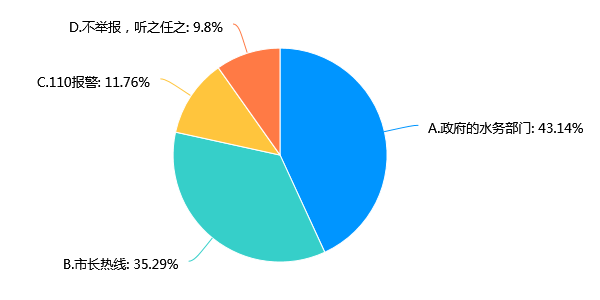 D.不举报，听之任之: 9.8%
C.110报警: 11.76%
A.政府的水务部门: 43.14%
B.市长热线: 35.29%